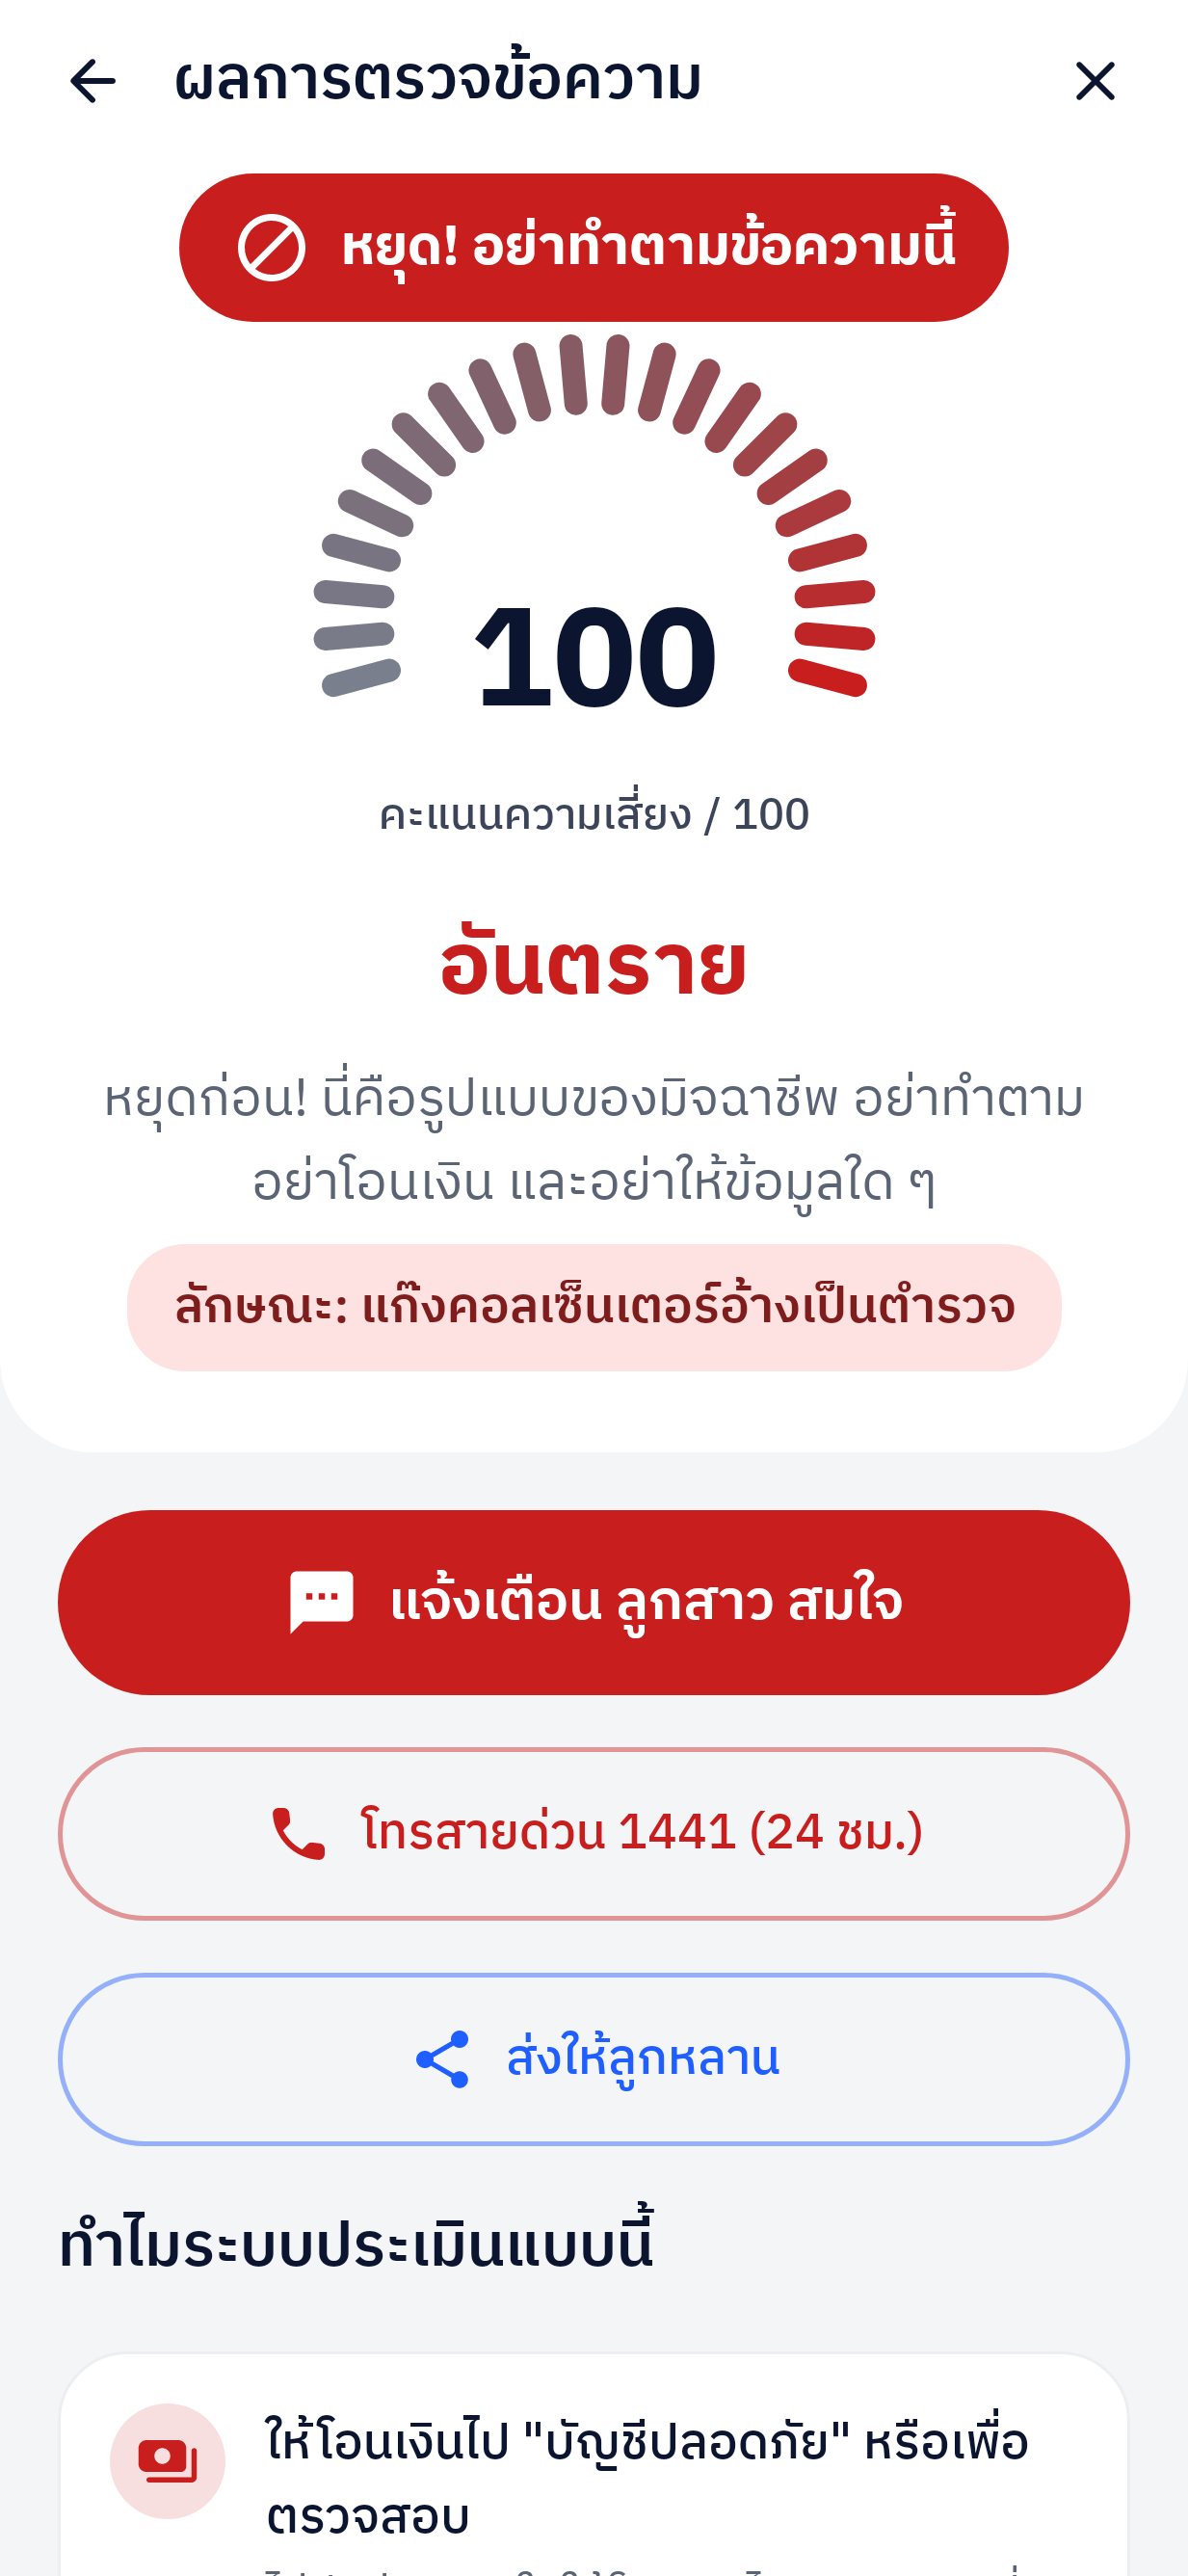 ผลการตรวจข้อความ
หยุด! อย่าทำตามข้อความนี้
100
คะแนนความเสี่ยง / 100
อันตราย
หยุดก่อน! นี่คือรูปแบบของมิจฉาชีพ อย่าทำตาม
อย่าโอนเงิน และอย่าให้ข้อมูลใด ๆ
ลักษณะ: แก๊งคอลเซ็นเตอร์อ้างเป็นตำรวจ
แจ้งเตือน ลูกสาว สมใจ
โทรสายด่วน 1441 (24 ชม.)
ส่งให้ลูกหลาน
ทำไมระบบประเมินแบบนี้
ให้โอนเงินไป "บัญชีปลอดภัย" หรือเพื่อ
ตรวจสอบ